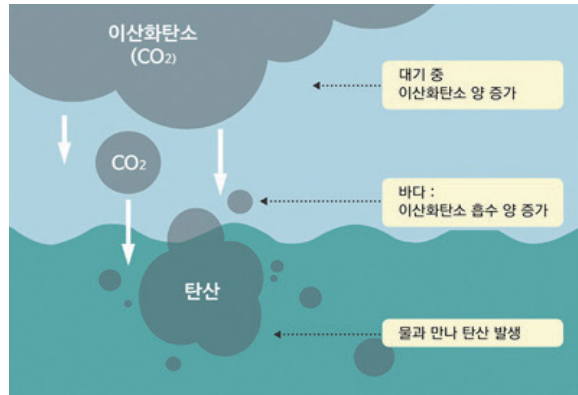 이산화탄소
(CO₂)
대기 중
이산화탄소 양 증가
CO₂
바다 :
이산화탄소 흡수 양 증가
탄산
물과 만나 탄산 발생